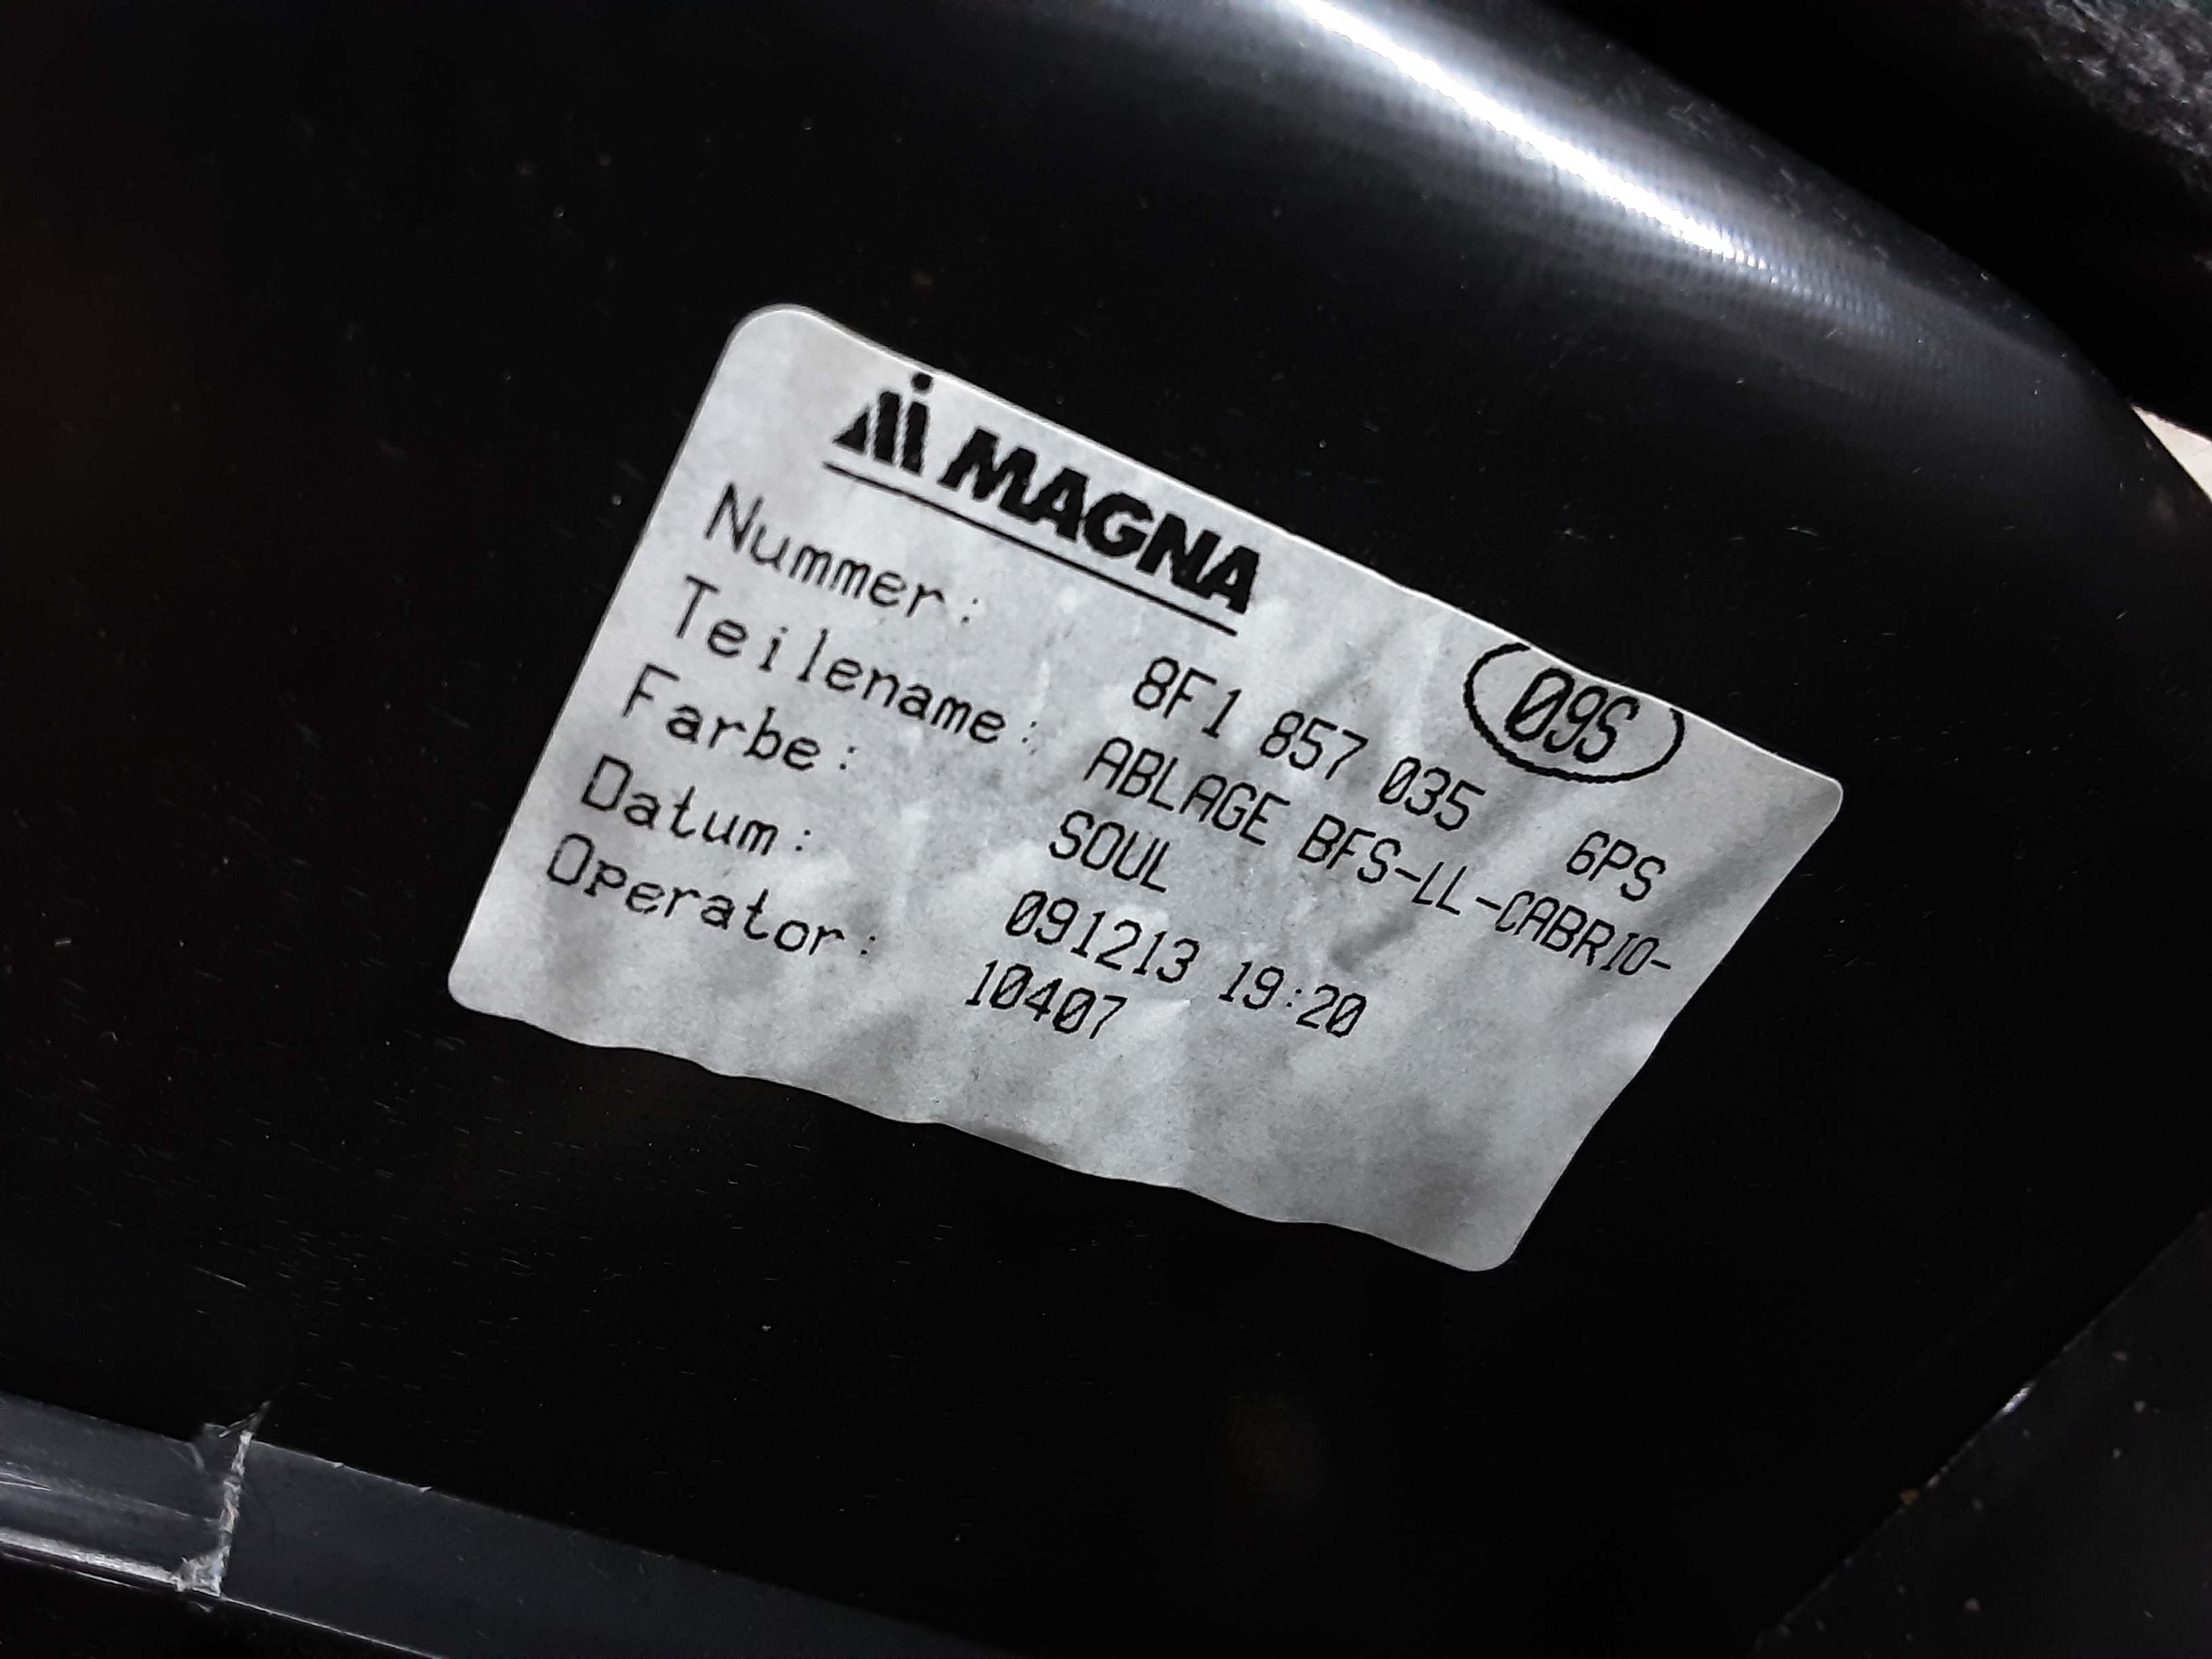 MAGNA
09S
Nummer: 8F1 857 035 6PS
Teilename: ABLAGE BFS-LL-CABRIO-
Farbe: SOUL
Datum: 091213 19:20
Operator: 10407